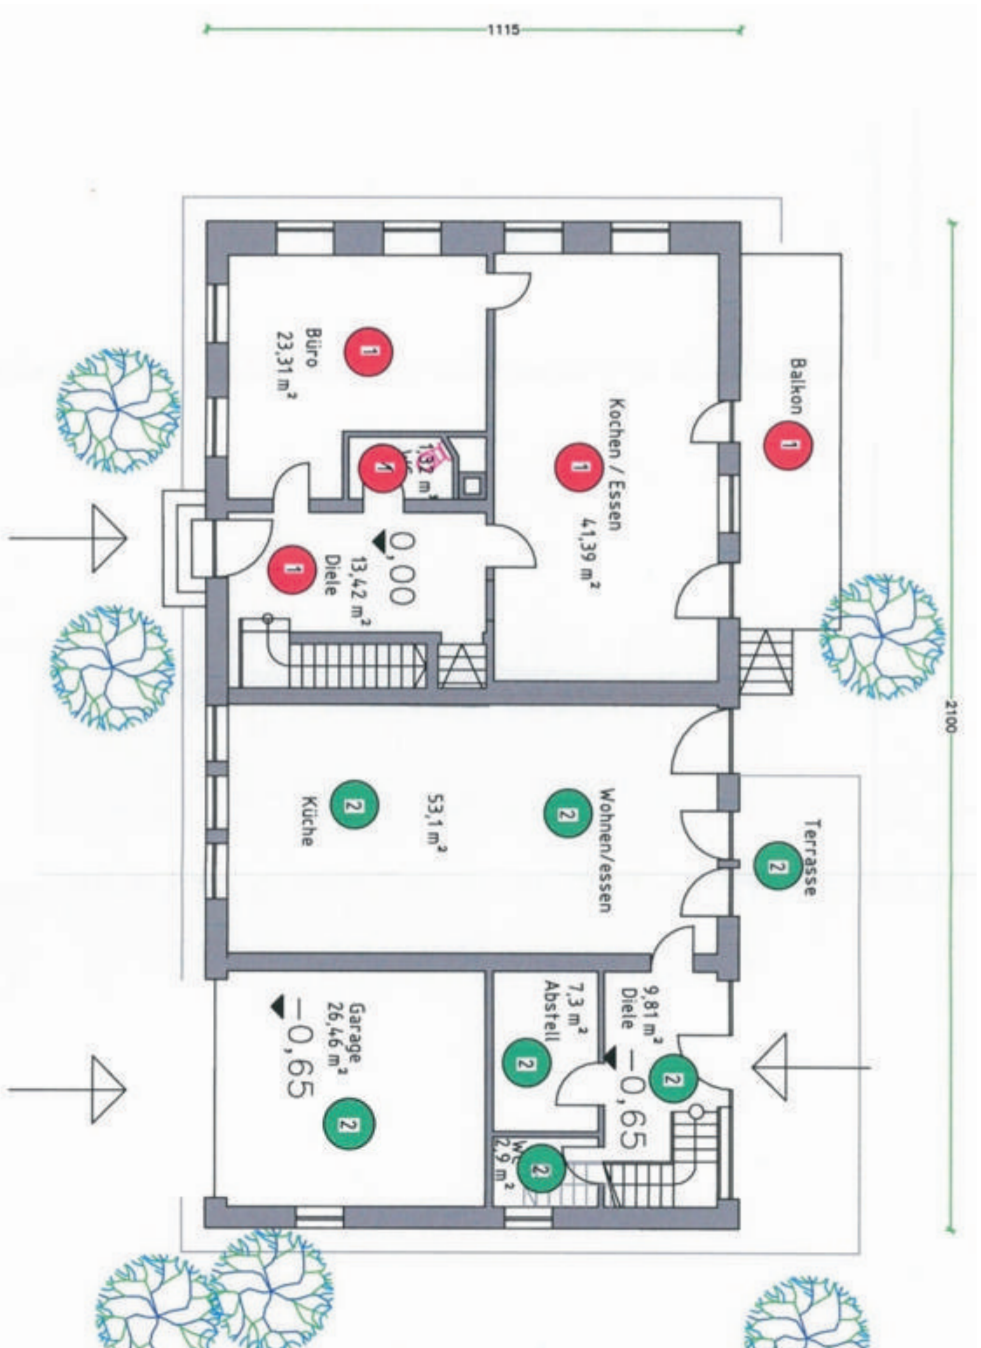 1115
2100
Balkon
1
Kochen / Essen
41,39 m²
1
Büro
23,31 m²
1
1
0,00
13,42 m²
Diele
1
Terrasse
2
Wohnen/essen
2
53,1 m²
Küche
2
9,81 m²
Diele
2
-0,65
7,3 m²
Abstell
2
2,9 m²
2
Garage
26,46 m²
2
-0,65